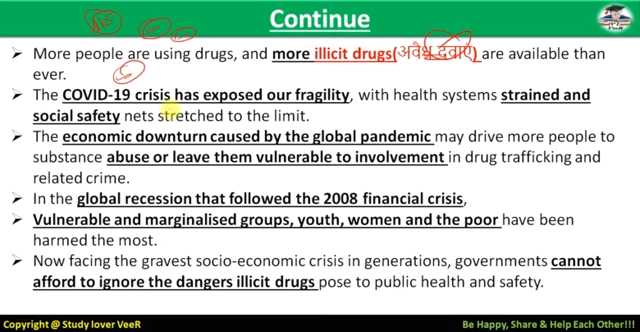 Continue
➢ More people are using drugs, and more illicit drugs(अवैध दवाएं) are available than
ever.
➢ The COVID-19 crisis has exposed our fragility, with health systems strained and
social safety nets stretched to the limit.
➢ The economic downturn caused by the global pandemic may drive more people to
substance abuse or leave them vulnerable to involvement in drug trafficking and
related crime.
➢ In the global recession that followed the 2008 financial crisis,
➢ Vulnerable and marginalised groups, youth, women and the poor have been
harmed the most.
➢ Now facing the gravest socio-economic crisis in generations, governments cannot
afford to ignore the dangers illicit drugs pose to public health and safety.
Copyright @ Study lover VeeR
Be Happy, Share & Help Each Other!!!